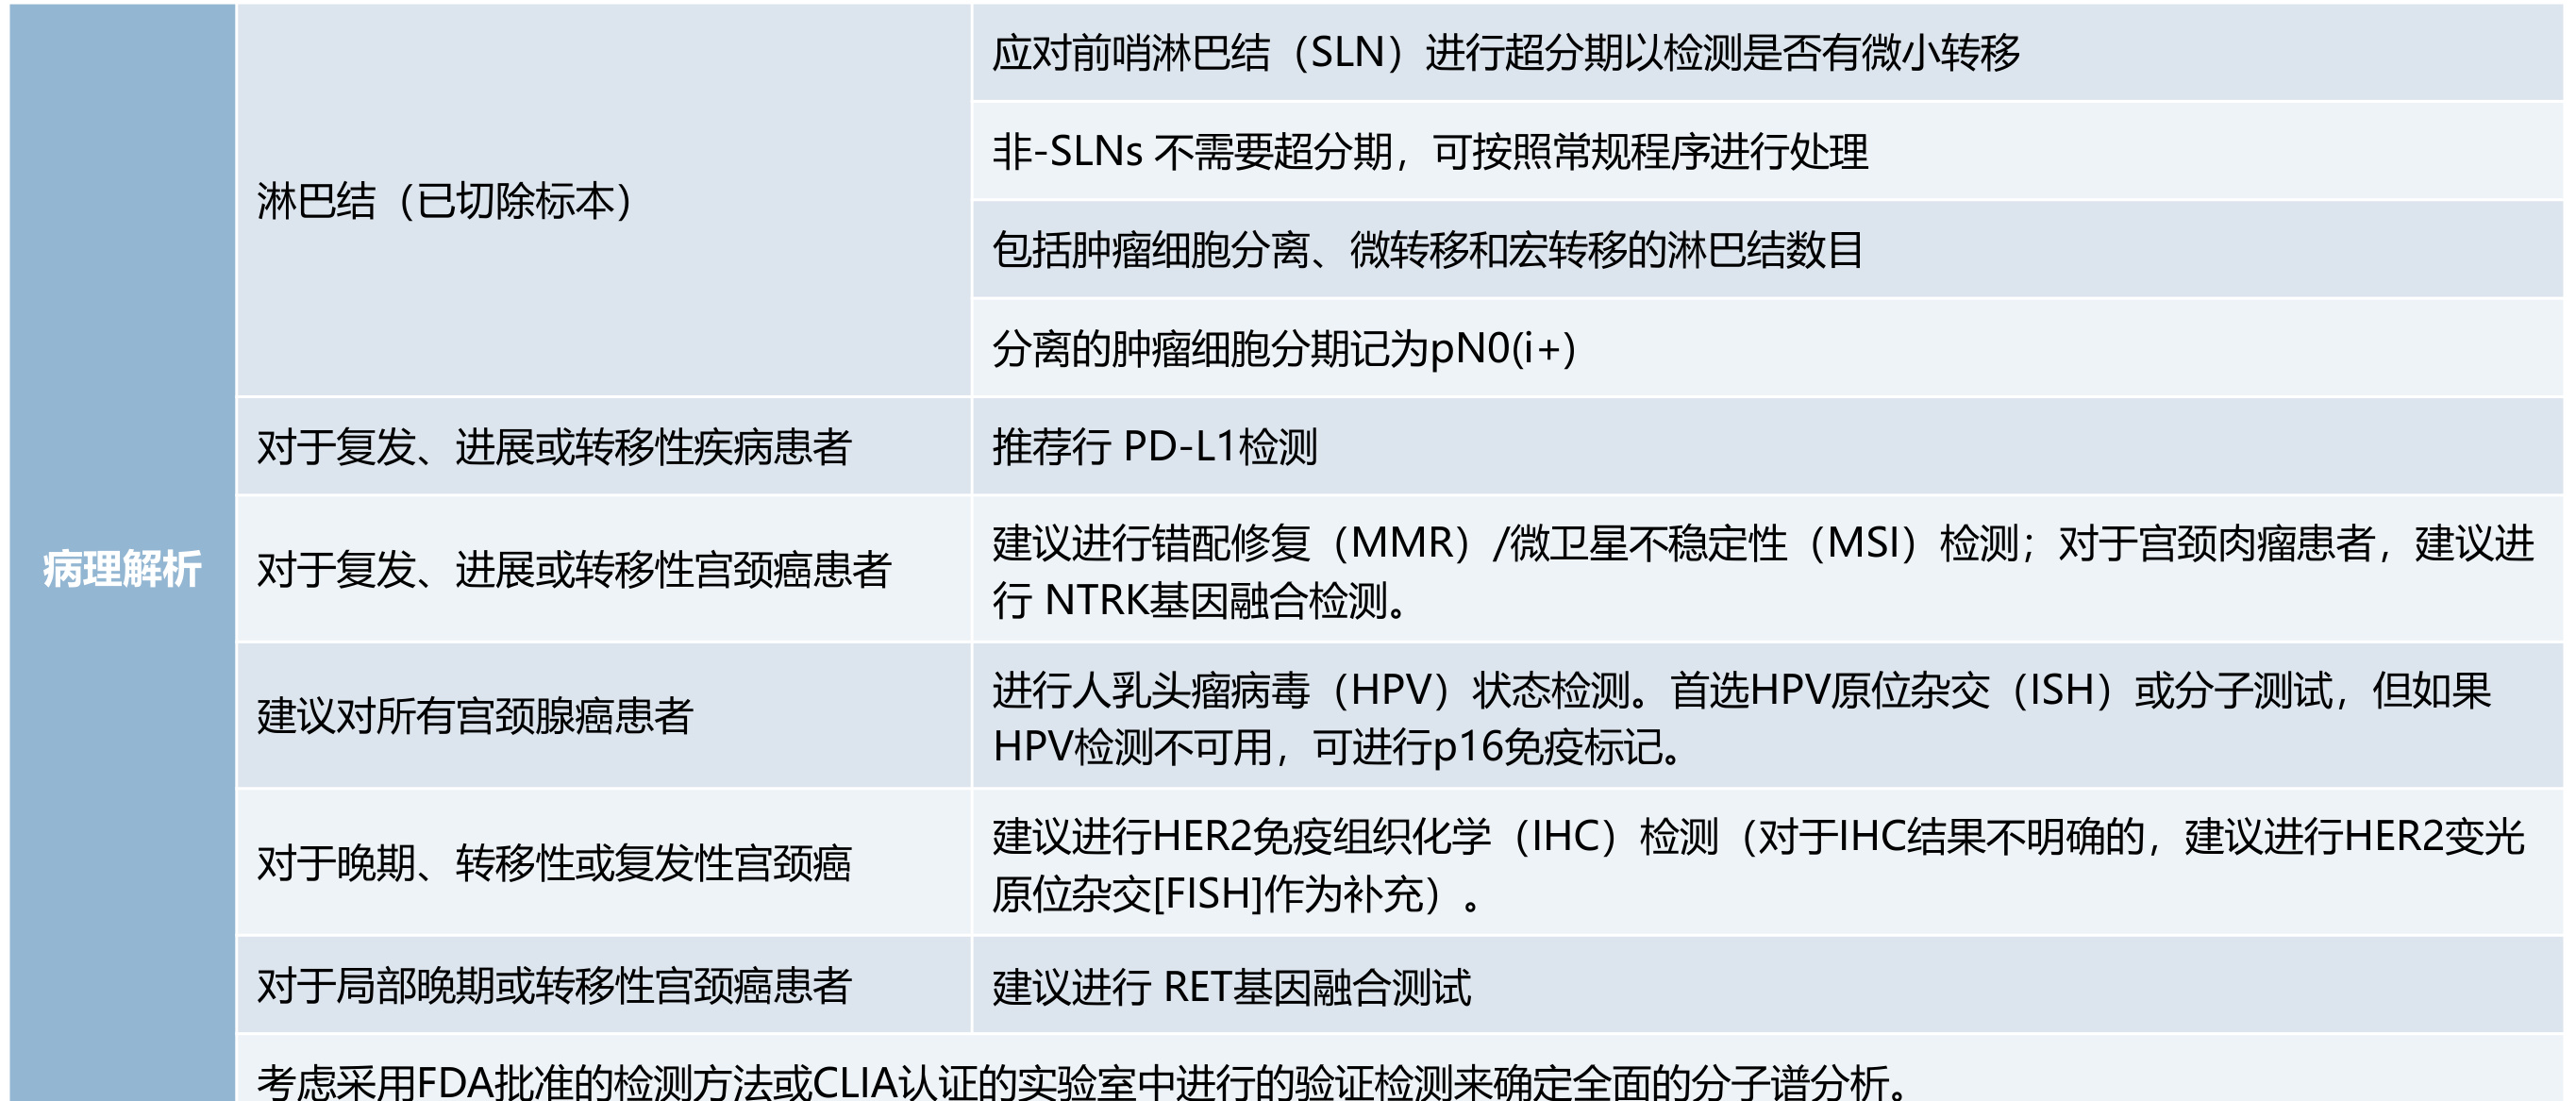 病理解析
淋巴结（已切除标本）
应对前哨淋巴结（SLN）进行超分期以检测是否有微小转移
非-SLNs 不需要超分期，可按照常规程序进行处理
包括肿瘤细胞分离、微转移和宏转移的淋巴结数目
分离的肿瘤细胞分期记为pN0(i+)
对于复发、进展或转移性疾病患者
推荐行 PD-L1检测
对于复发、进展或转移性宫颈癌患者
建议进行错配修复（MMR）/微卫星不稳定性（MSI）检测；对于宫颈肉瘤患者，建议进
行 NTRK基因融合检测。
建议对所有宫颈腺癌患者
进行人乳头瘤病毒（HPV）状态检测。首选HPV原位杂交（ISH）或分子测试，但如果
HPV检测不可用，可进行p16免疫标记。
对于晚期、转移性或复发性宫颈癌
建议进行HER2免疫组织化学（IHC）检测（对于IHC结果不明确的，建议进行HER2变光
原位杂交[FISH]作为补充）。
对于局部晚期或转移性宫颈癌患者
建议进行 RET基因融合测试
考虑采用FDA批准的检测方法或CLIA认证的实验室中进行的验证检测来确定全面的分子谱分析。